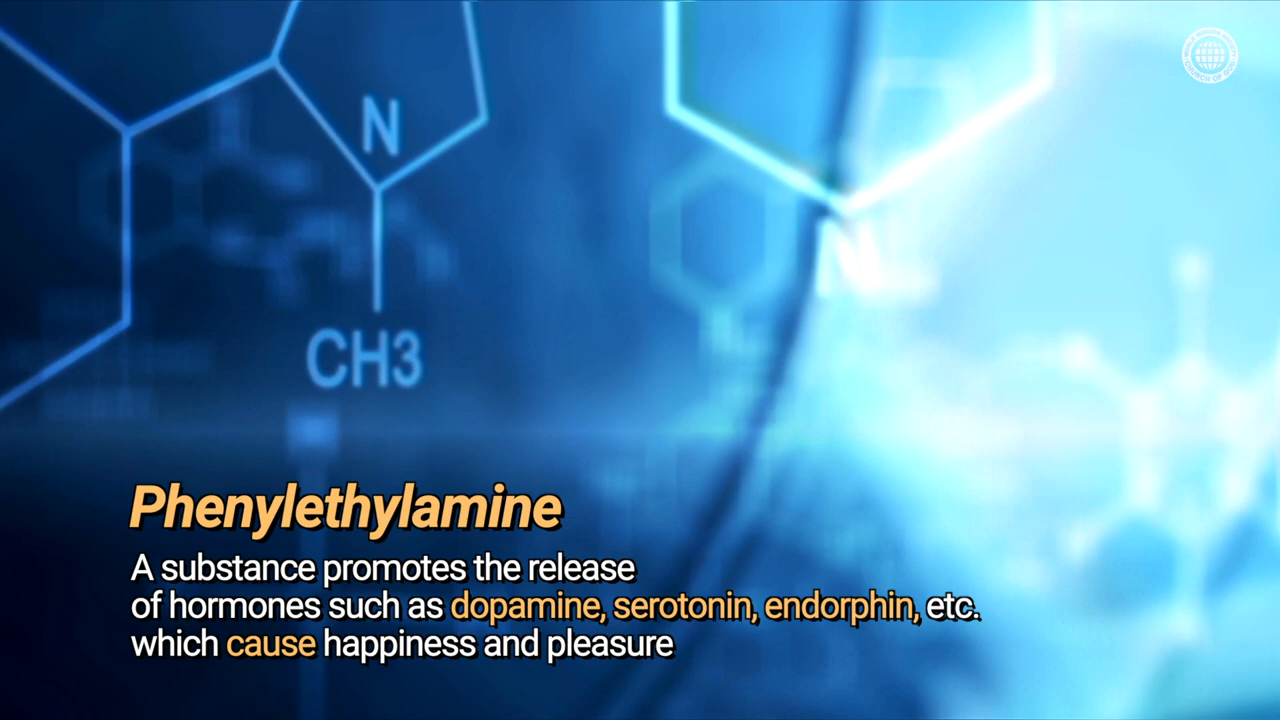 N
CH3
N
Phenylethylamine
A substance promotes the release
of hormones such as dopamine, serotonin, endorphin, etc.
which cause happiness and pleasure